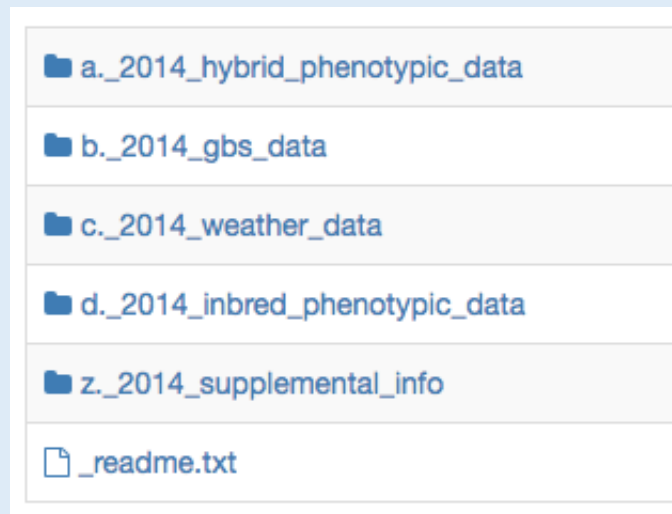 a._2014_hybrid_phenotypic_data
b._2014_gbs_data
c._2014_weather_data
d._2014_inbred_phenotypic_data
z._2014_supplemental_info
_readme.txt